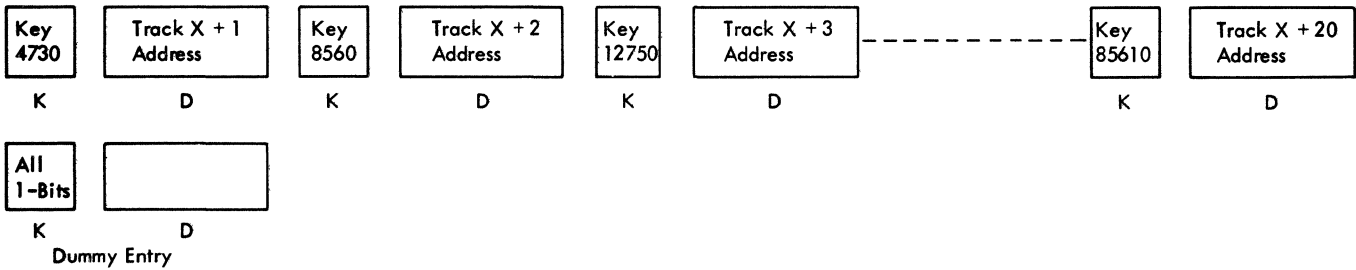 Key 4730
Track X + 1 Address
Key 8560
Track X + 2 Address
Key 12750
Track X + 3 Address
Key 85610
Track X + 20 Address
K D K D K D K D
All 1-Bits
K D
Dummy Entry